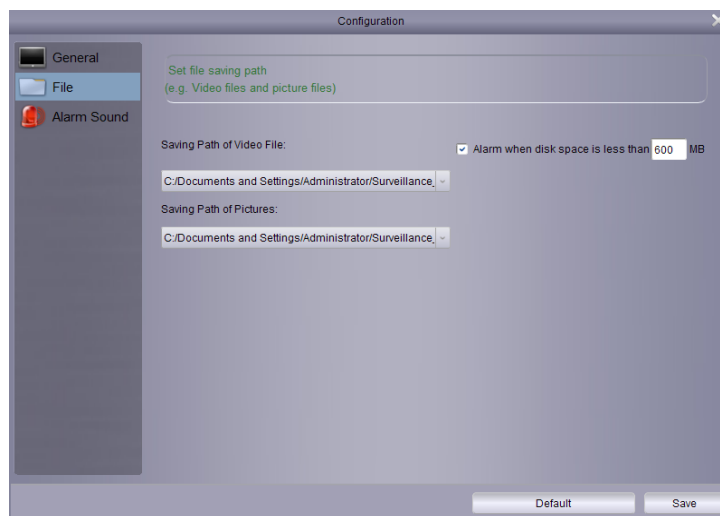 Configuration
General
File
Alarm Sound
Set file saving path
(e.g. Video files and picture files)
Saving Path of Video File:
Alarm when disk space is less than 600 MB
C:/Documents and Settings/Administrator/Surveillance_
Saving Path of Pictures:
C:/Documents and Settings/Administrator/Surveillance_
Default
Save